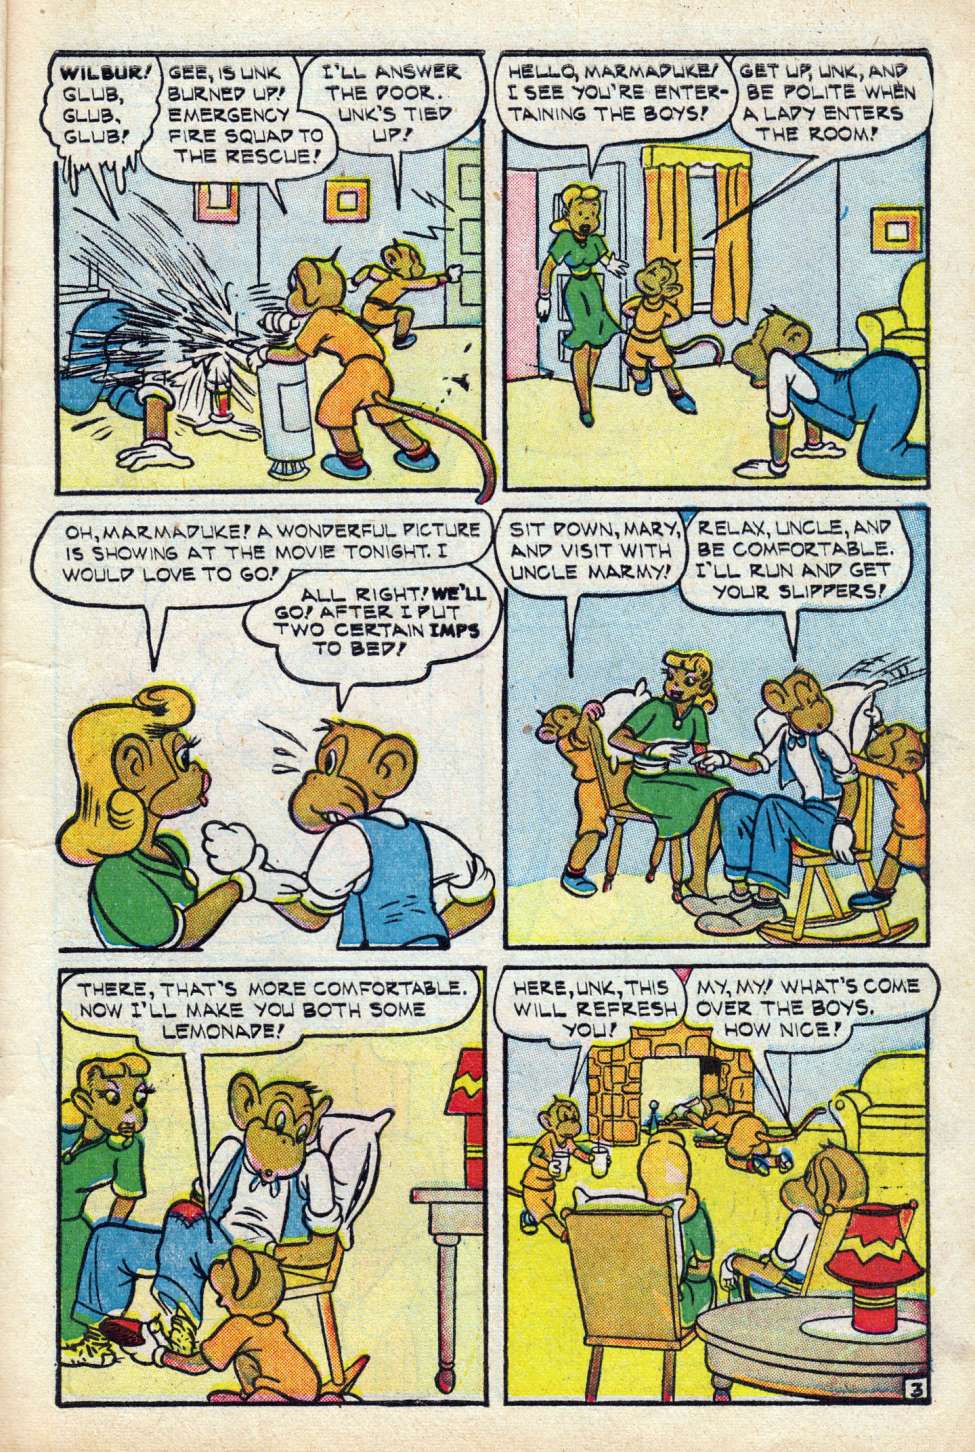 WILBUR!
GLUB,
GLUB,
GLUB!
GEE, IS UNK
BURNED UP!
EMERGENCY
FIRE SQUAD TO
THE RESCUE!
I'LL ANSWER
THE DOOR.
UNK'S TIED
UP!
HELLO, MARMADUKE!
I SEE YOU'RE ENTER-
TAINING THE BOYS!
GET UP, UNK, AND
BE POLITE WHEN
A LADY ENTERS
THE ROOM!
OH, MARMADUKE! A WONDERFUL PICTURE
IS SHOWING AT THE MOVIE TONIGHT. I
WOULD LOVE TO GO!
ALL RIGHT! WE'LL
GO! AFTER I PUT
TWO CERTAIN IMPS
TO BED!
SIT DOWN, MARY,
AND VISIT WITH
UNCLE MARMY!
RELAX, UNCLE, AND
BE COMFORTABLE.
I'LL RUN AND GET
YOUR SLIPPERS!
THERE, THAT'S MORE COMFORTABLE.
NOW I'LL MAKE YOU BOTH SOME
LEMONADE!
HERE, UNK, THIS
WILL REFRESH
YOU!
MY, MY! WHAT'S COME
OVER THE BOYS.
HOW NICE!
3